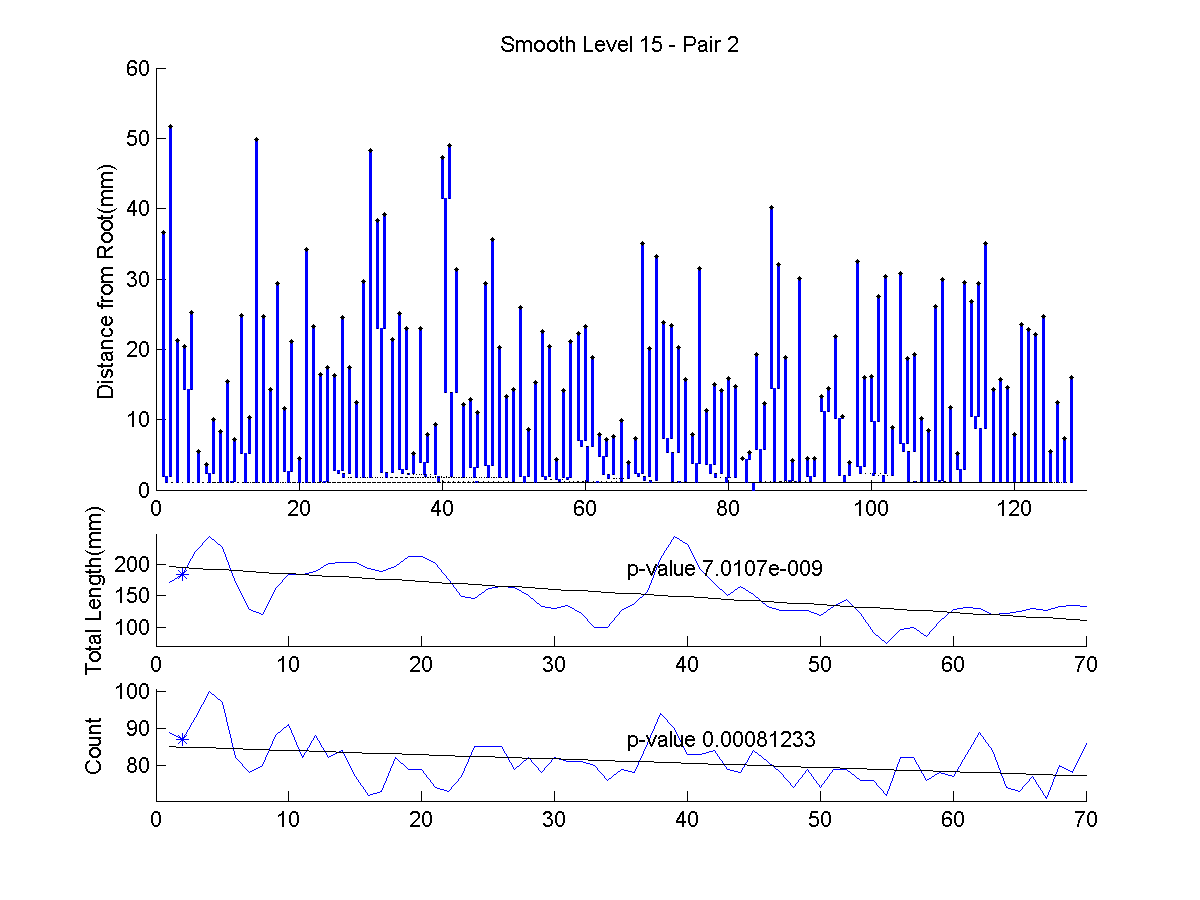 Smooth Level 15 - Pair 2
60
50
40
30
20
10
0
Distance from Root(mm)
0 20 40 60 80 100 120
200
150
100
Total Length(mm)
p-value 7.0107e-009
0 10 20 30 40 50 60 70
100
90
80
Count
p-value 0.00081233
0 10 20 30 40 50 60 70